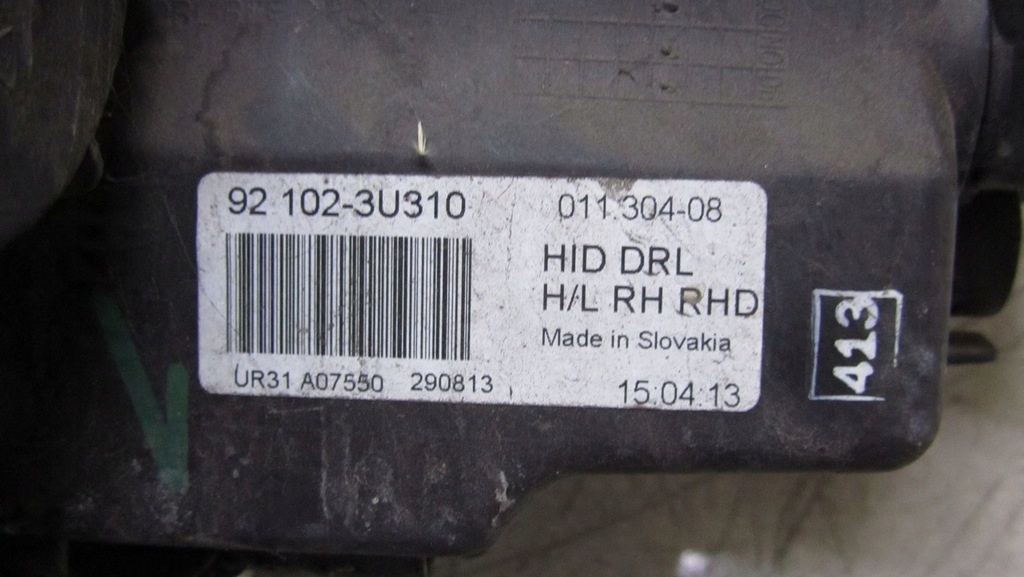 92 102-3U310
011.304-08
HID DRL
H/L RH RHD
Made in Slovakia
UR31 A07550 290813
15:04:13
413